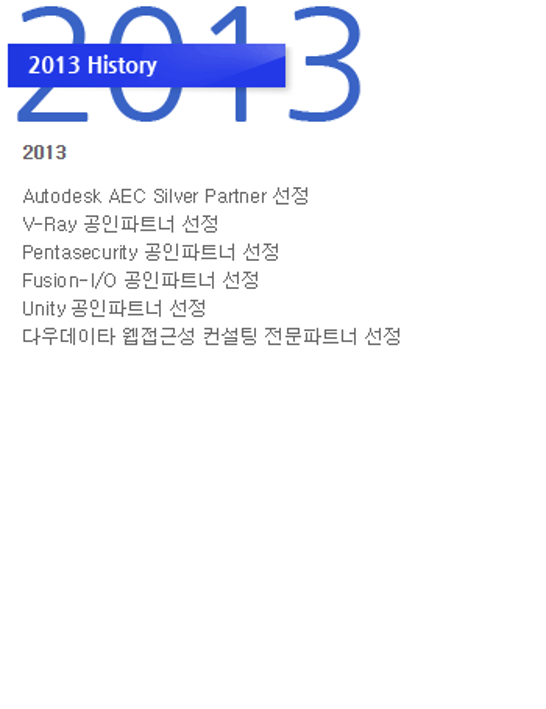 2013
2013 History
2013
Autodesk AEC Silver Partner 선정
V-Ray 공인파트너 선정
Pentasecurity 공인파트너 선정
Fusion-I/O 공인파트너 선정
Unity 공인파트너 선정
다우데이타 웹접근성 컨설팅 전문파트너 선정